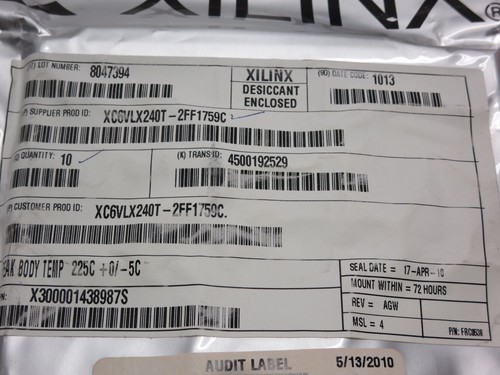 XILINX®
(1T) LOT NUMBER: 8047394
XILINX
DESICCANT
ENCLOSED
(9D) DATE CODE: 1013
(P) SUPPLIER PROD ID: XC6VLX240T-2FF1759C
QUANTITY: 10
(K) TRANS ID: 4500192529
(P) CUSTOMER PROD ID: XC6VLX240T-2FF1759C.
BODY TEMP 225C +0/-5C
X300001438987S
SEAL DATE = 17-APR-10
MOUNT WITHIN = 72 HOURS
REV = AGW
MSL = 4
P/N:
AUDIT LABEL 5/13/2010